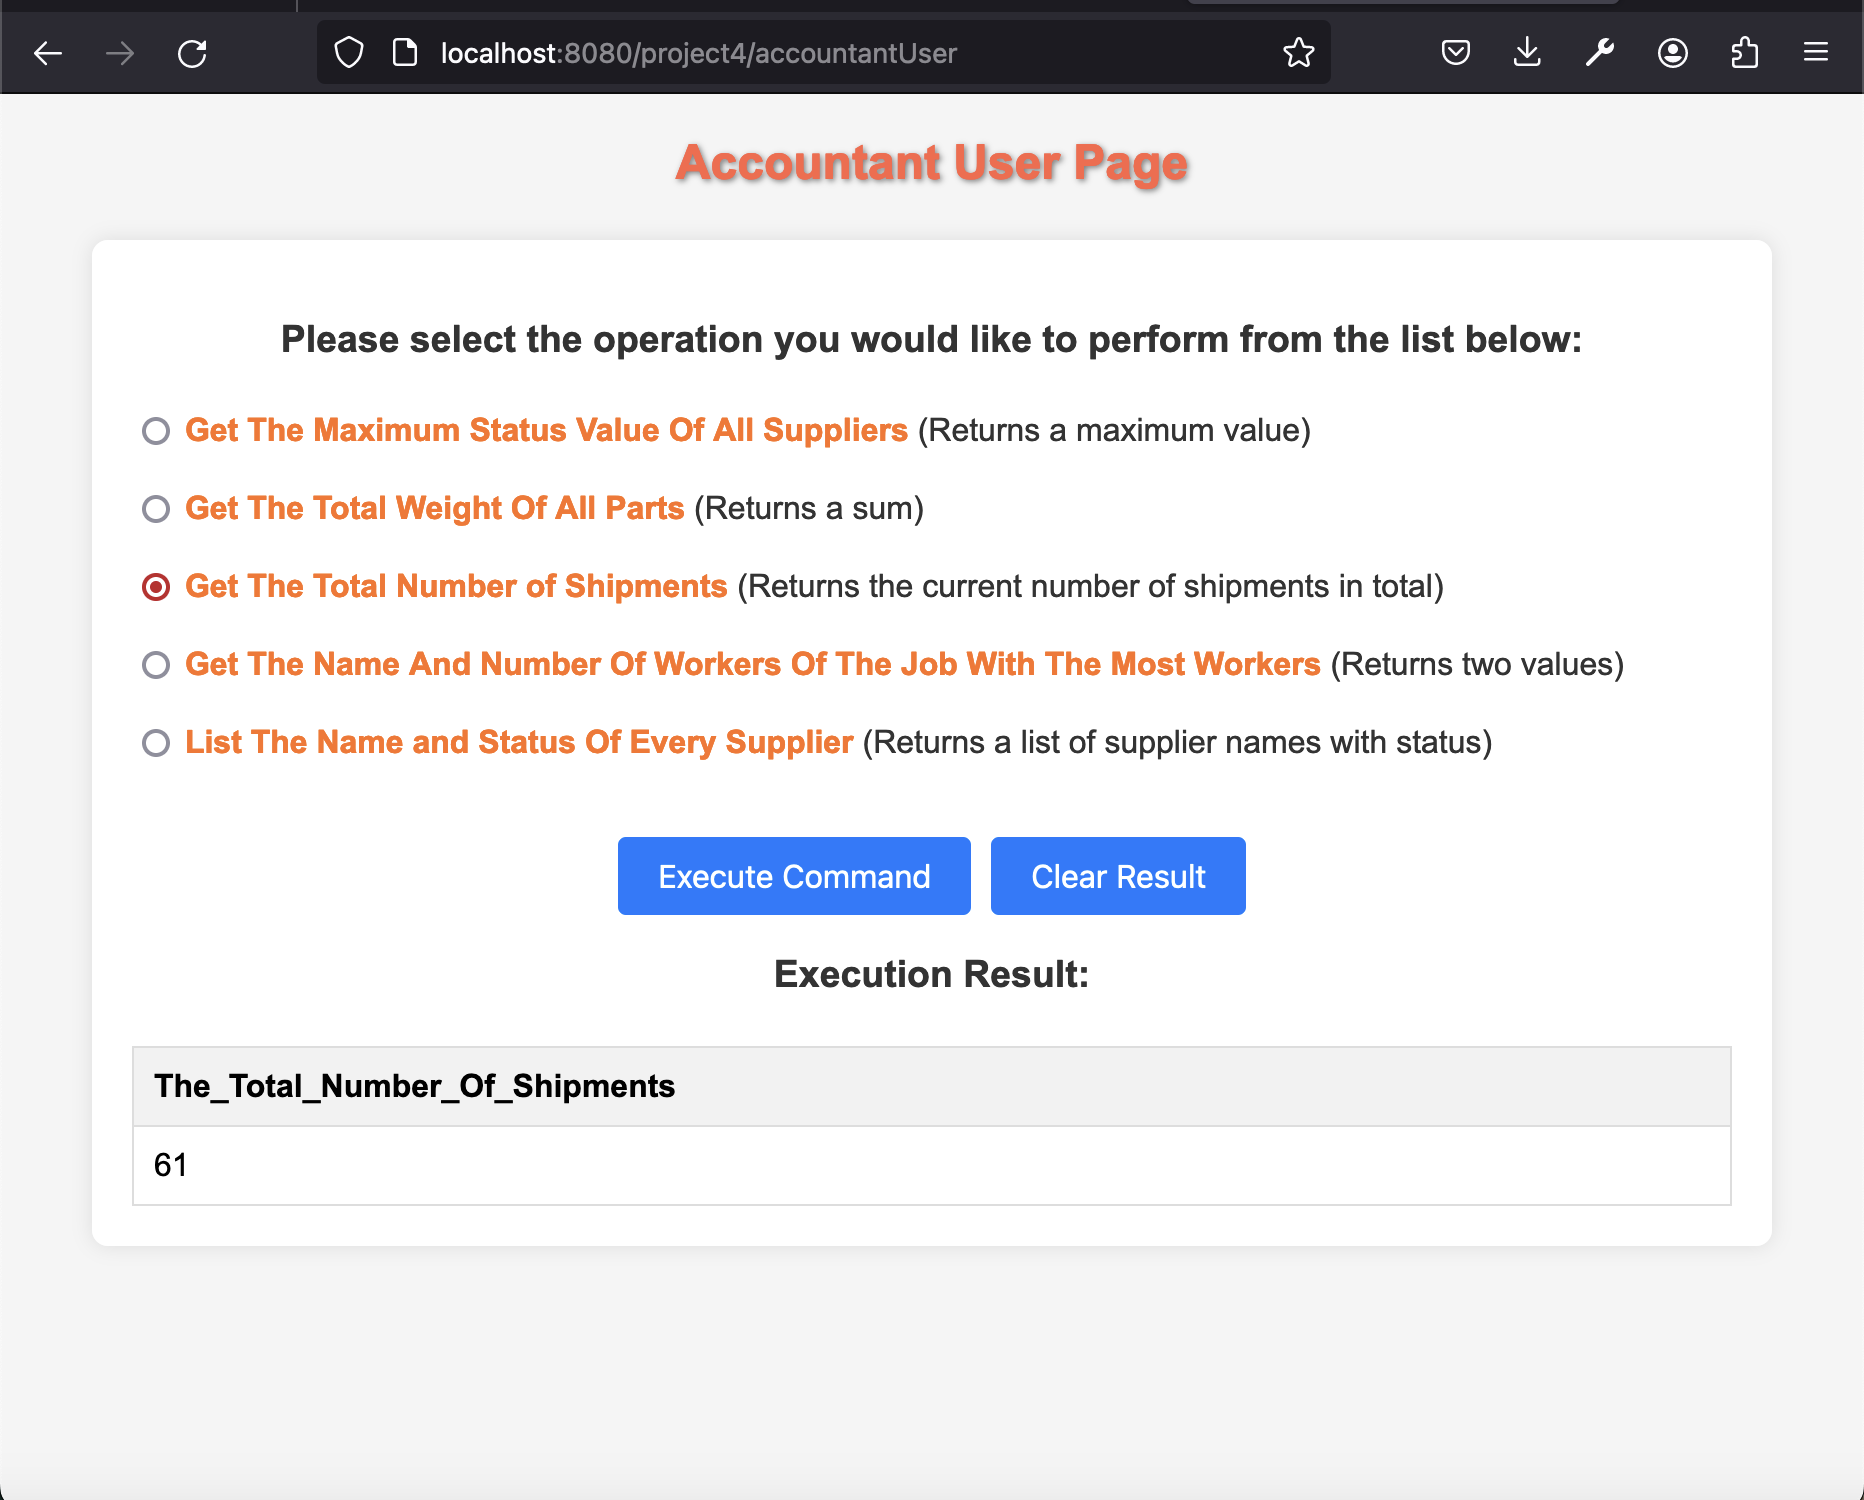 localhost:8080/project4/accountantUser
Accountant User Page
Please select the operation you would like to perform from the list below:
Get The Maximum Status Value Of All Suppliers (Returns a maximum value)
Get The Total Weight Of All Parts (Returns a sum)
Get The Total Number of Shipments (Returns the current number of shipments in total)
Get The Name And Number Of Workers Of The Job With The Most Workers (Returns two values)
List The Name and Status Of Every Supplier (Returns a list of supplier names with status)
Execute Command Clear Result
Execution Result:
The_Total_Number_Of_Shipments
61